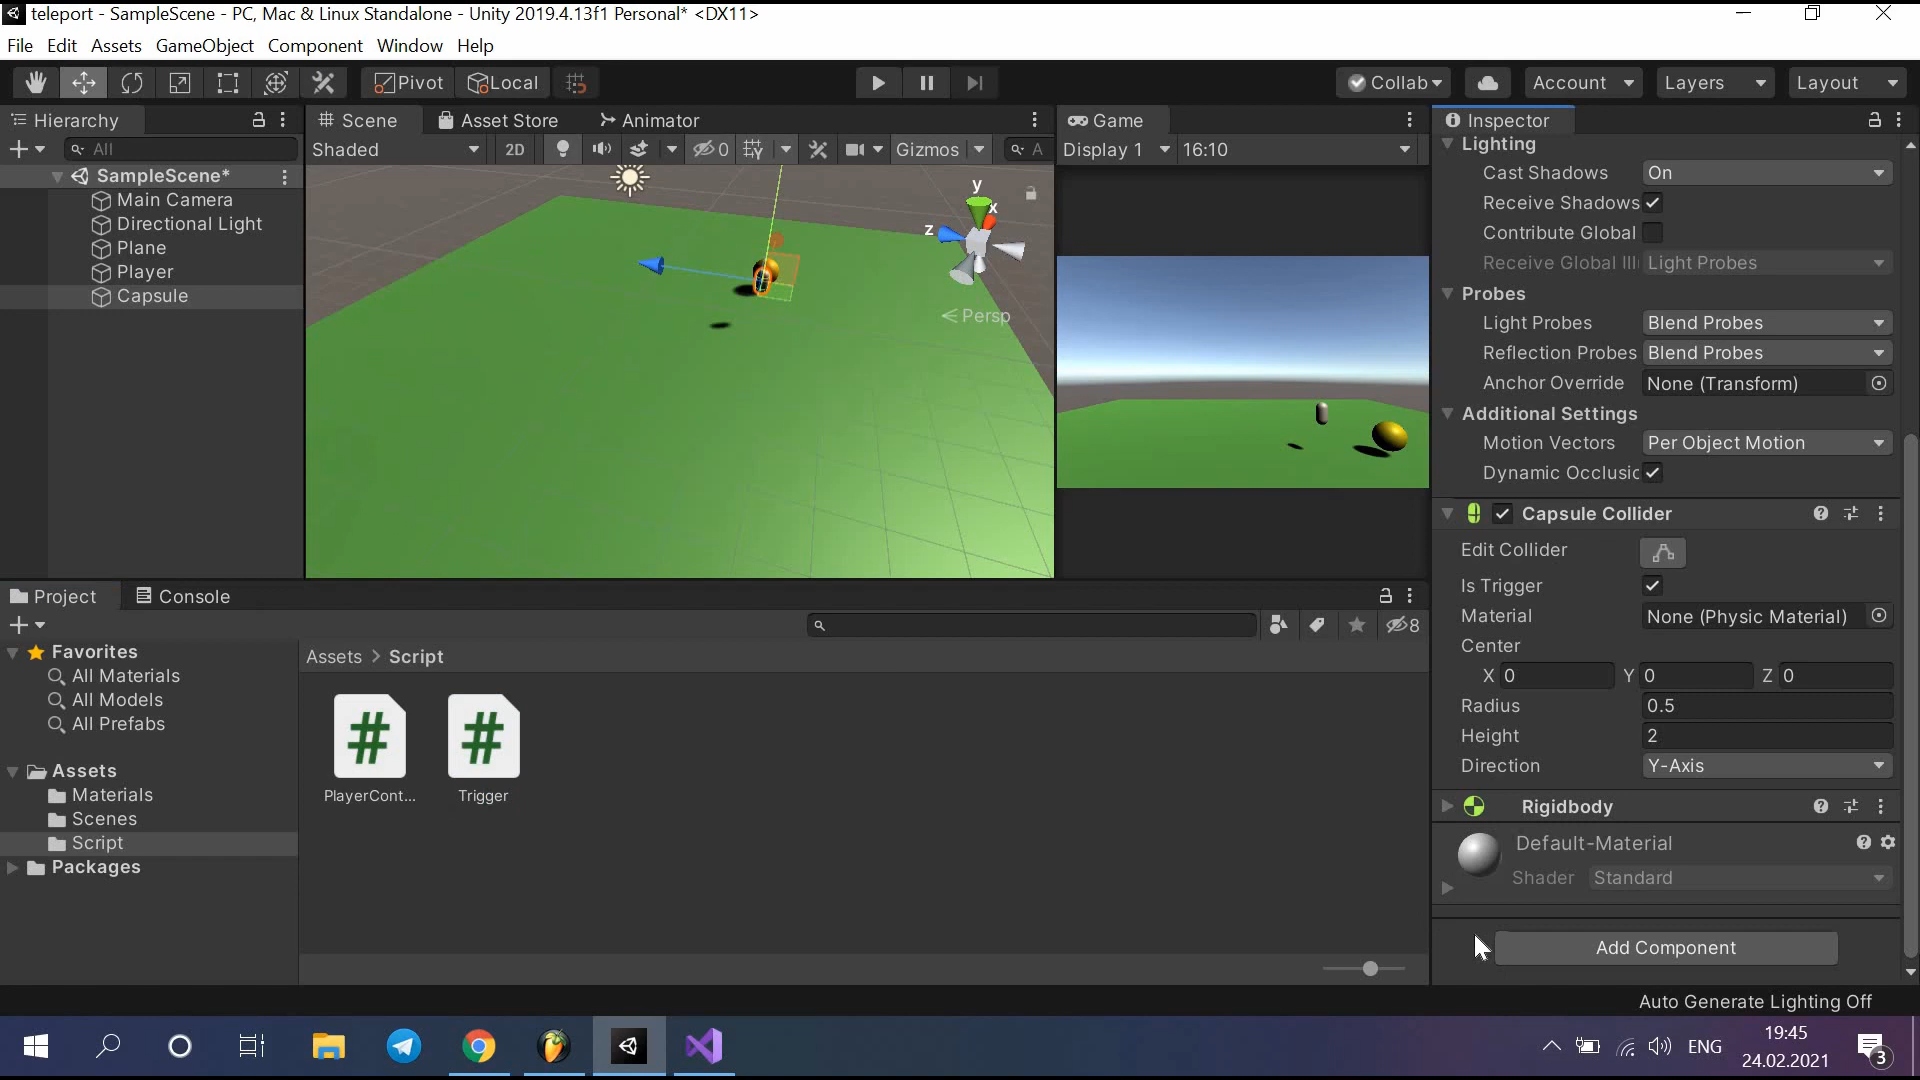 teleport - SampleScene - PC, Mac & Linux Standalone - Unity 2019.4.13f1 Personal* <DX11>
File Edit Assets GameObject Component Window Help
Pivot Local Collab Account Layers Layout
Hierarchy
All
SampleScene*
Main Camera
Directional Light
Plane
Player
Capsule
Scene Asset Store Animator
Shaded 2D 0 Gizmos A
y
x
z
Persp
Game
Display 1 16:10
Inspector
Lighting
Cast Shadows On
Receive Shadows
Contribute Global
Receive Global Ill Light Probes
Probes
Light Probes Blend Probes
Reflection Probes Blend Probes
Anchor Override None (Transform)
Additional Settings
Motion Vectors Per Object Motion
Dynamic Occlusic
Capsule Collider
Edit Collider
Is Trigger
Material None (Physic Material)
Center
X 0 Y 0 Z 0
Radius 0.5
Height 2
Direction Y-Axis
Rigidbody
Default-Material
Shader Standard
Add Component
Project Console
8
Favorites
All Materials
All Models
All Prefabs
Assets
Materials
Scenes
Script
Packages
Assets > Script
PlayerCont...
Trigger
Auto Generate Lighting Off
ENG
19:45
24.02.2021
3